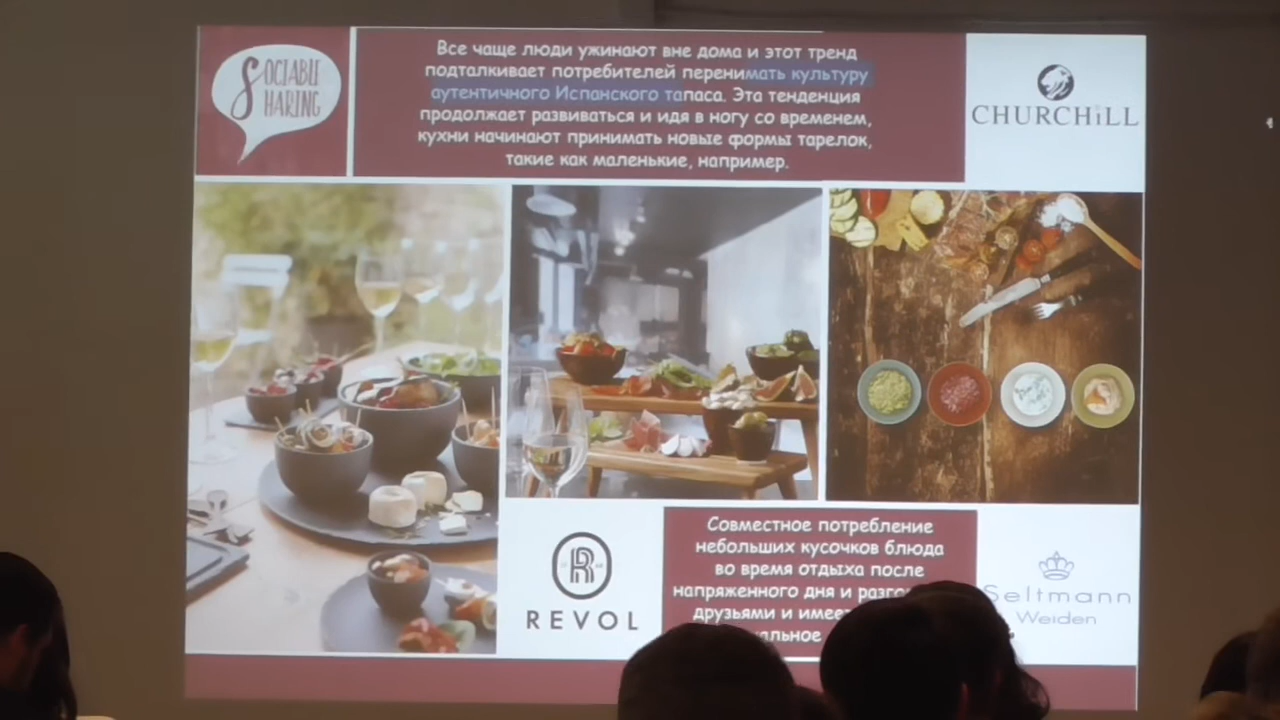 SOCIABLE
SHARING
Все чаще люди ужинают вне дома и этот тренд
подталкивает потребителей перенимать культуру
аутентичного Испанского тапаса. Эта тенденция
продолжает развиваться и идя в ногу со временем,
кухни начинают принимать новые формы тарелок,
такие как маленькие, например.
CHURCHiLL
R
REVOL
Совместное потребление
небольших кусочков блюда
во время отдыха после
напряженного дня и
друзьями и
Seltmann
Weiden